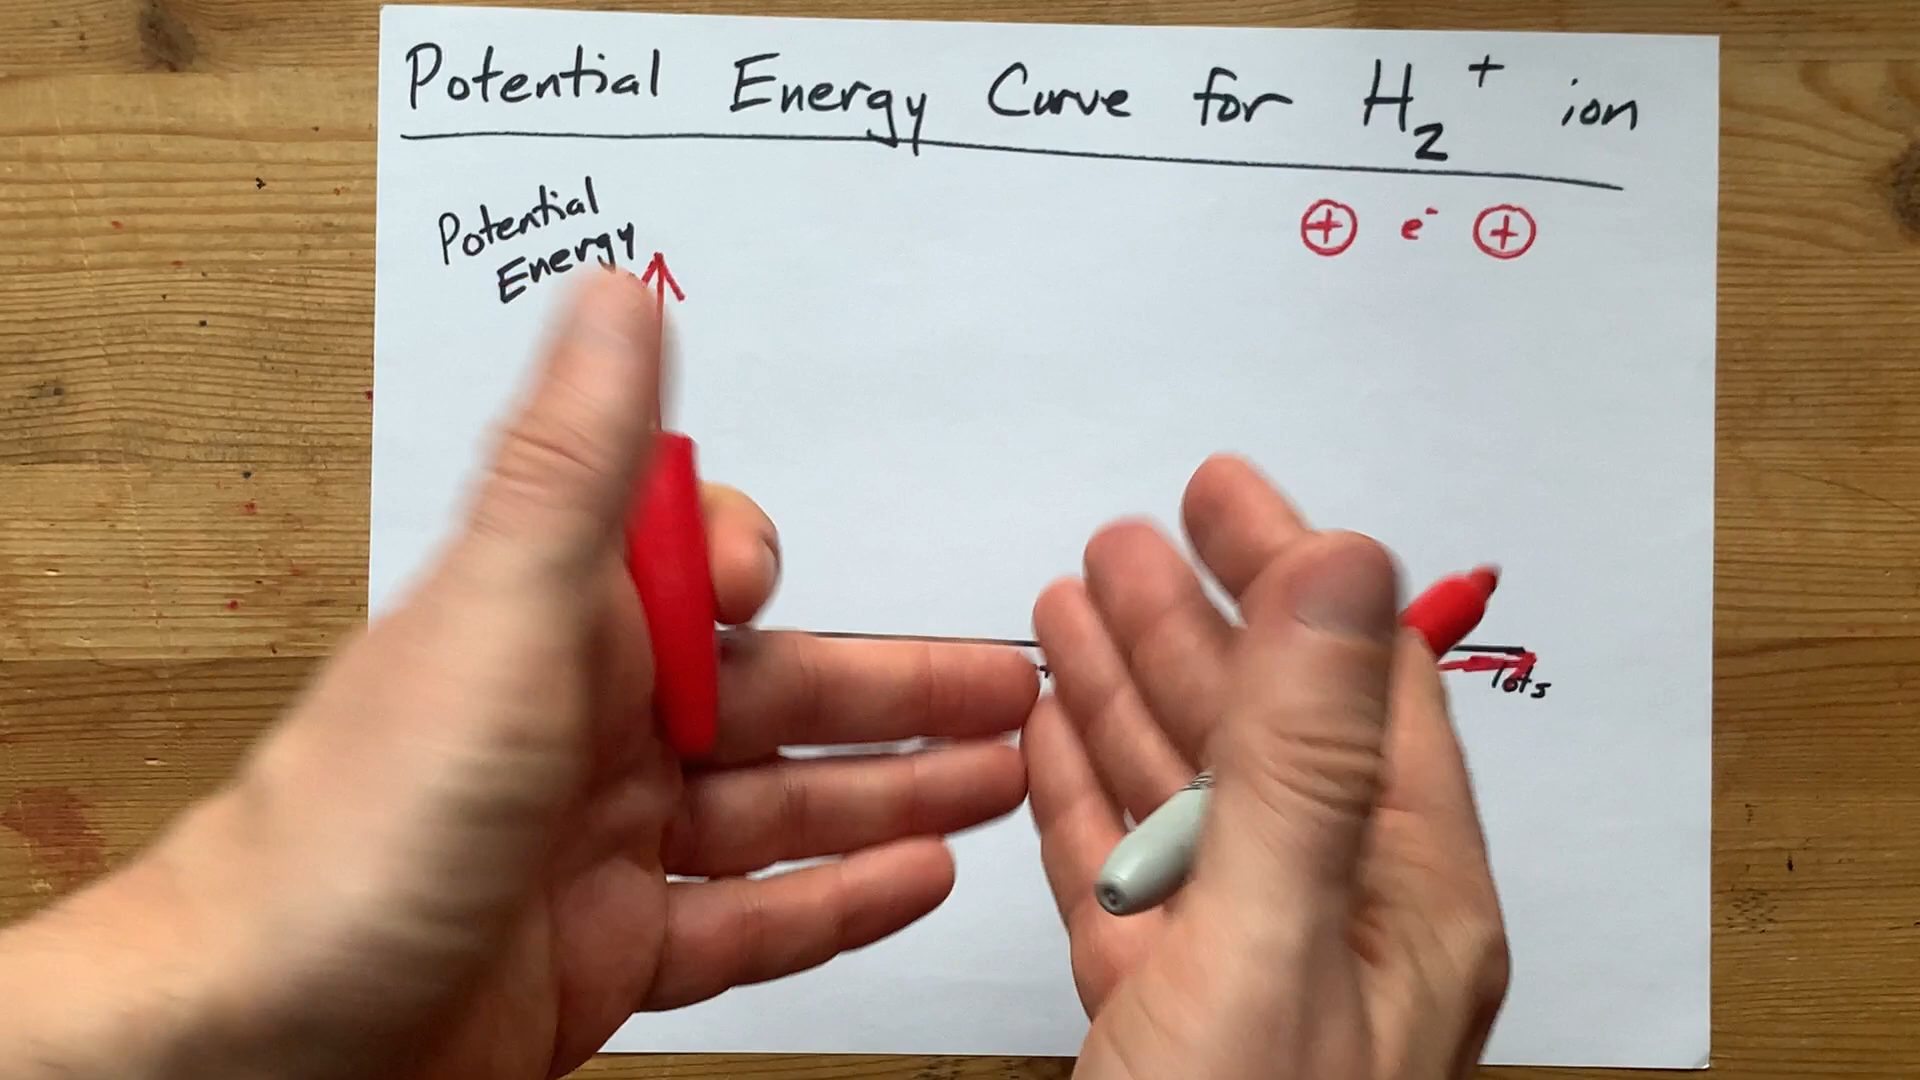 Potential Energy Curve for H₂⁺ ion
Potential
Energy
+ e⁻ +
lots